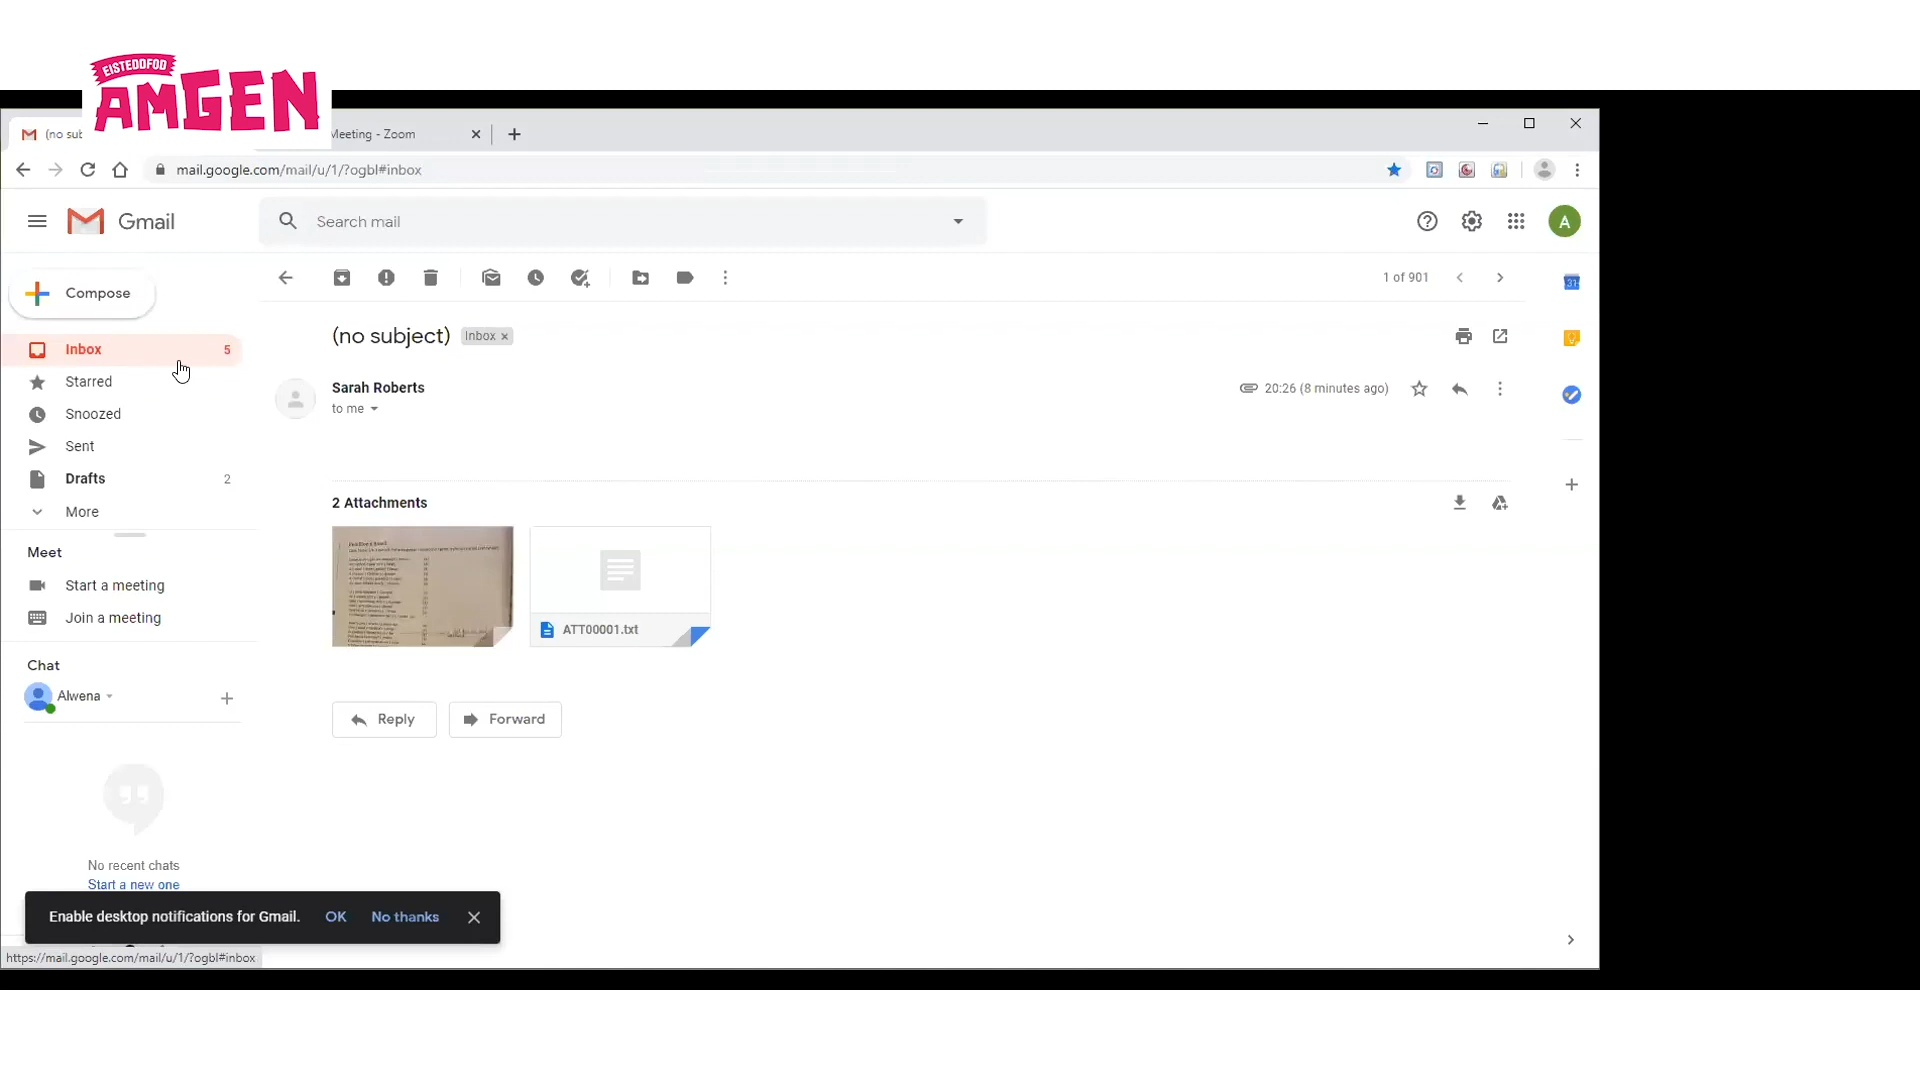 EISTEDDFOD
AMGEN
(no sub
Meeting - Zoom
mail.google.com/mail/u/1/?ogbl#inbox
Gmail
Search mail
A
Compose
1 of 901
31
Inbox 5
Starred
Snoozed
Sent
Drafts 2
More
Meet
Start a meeting
Join a meeting
Chat
Alwena
No recent chats
Start a new one
(no subject) Inbox ×
Sarah Roberts
20:26 (8 minutes ago)
to me
2 Attachments
ATT00001.txt
Reply
Forward
Enable desktop notifications for Gmail. OK No thanks
https://mail.google.com/mail/u/1/?ogbl#inbox